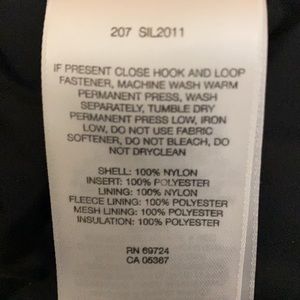 207 SIL2011
IF PRESENT CLOSE HOOK AND LOOP
FASTENER, MACHINE WASH WARM
PERMANENT PRESS, WASH
SEPARATELY, TUMBLE DRY
PERMANENT PRESS LOW, IRON
LOW, DO NOT USE FABRIC
SOFTENER, DO NOT BLEACH, DO
NOT DRYCLEAN
SHELL: 100% NYLON
INSERT: 100% POLYESTER
LINING: 100% NYLON
FLEECE LINING: 100% POLYESTER
MESH LINING: 100% POLYESTER
INSULATION: 100% POLYESTER
RN 69724
CA 05367